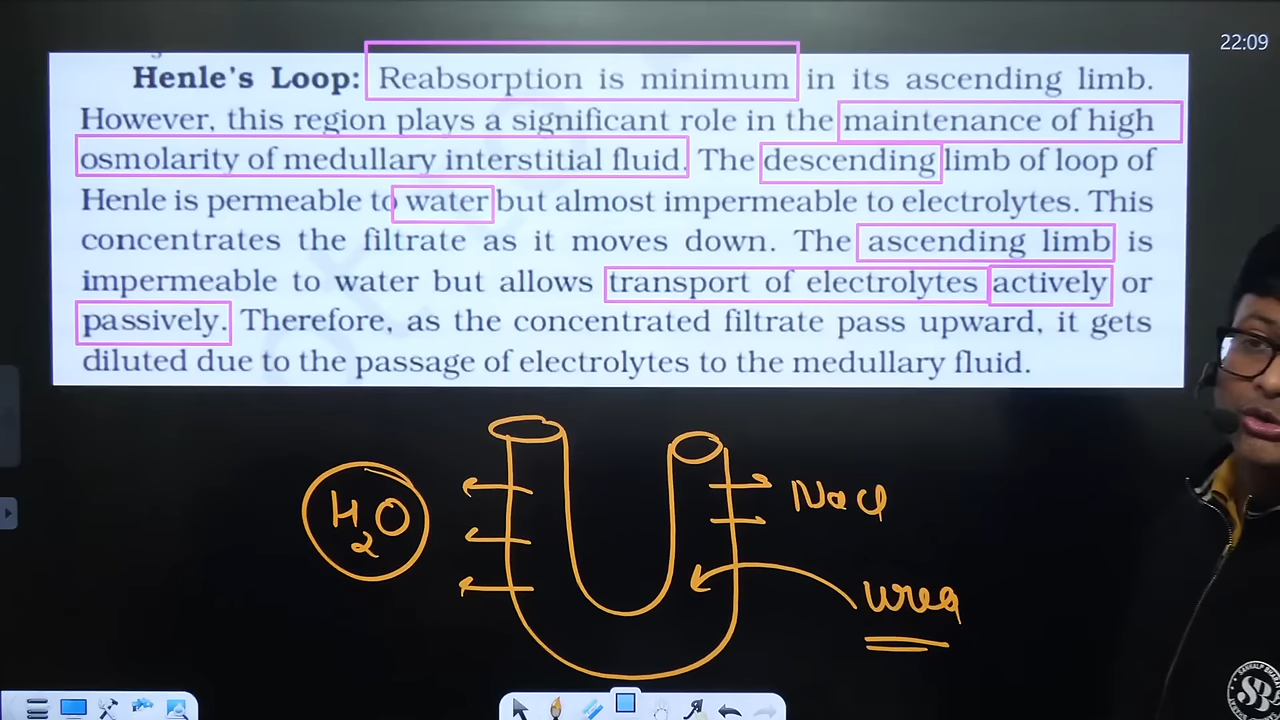 22:09
Henle's Loop: Reabsorption is minimum in its ascending limb.
However, this region plays a significant role in the maintenance of high
osmolarity of medullary interstitial fluid. The descending limb of loop of
Henle is permeable to water but almost impermeable to electrolytes. This
concentrates the filtrate as it moves down. The ascending limb is
impermeable to water but allows transport of electrolytes actively or
passively. Therefore, as the concentrated filtrate pass upward, it gets
diluted due to the passage of electrolytes to the medullary fluid.
H2O
NaCl
Urea